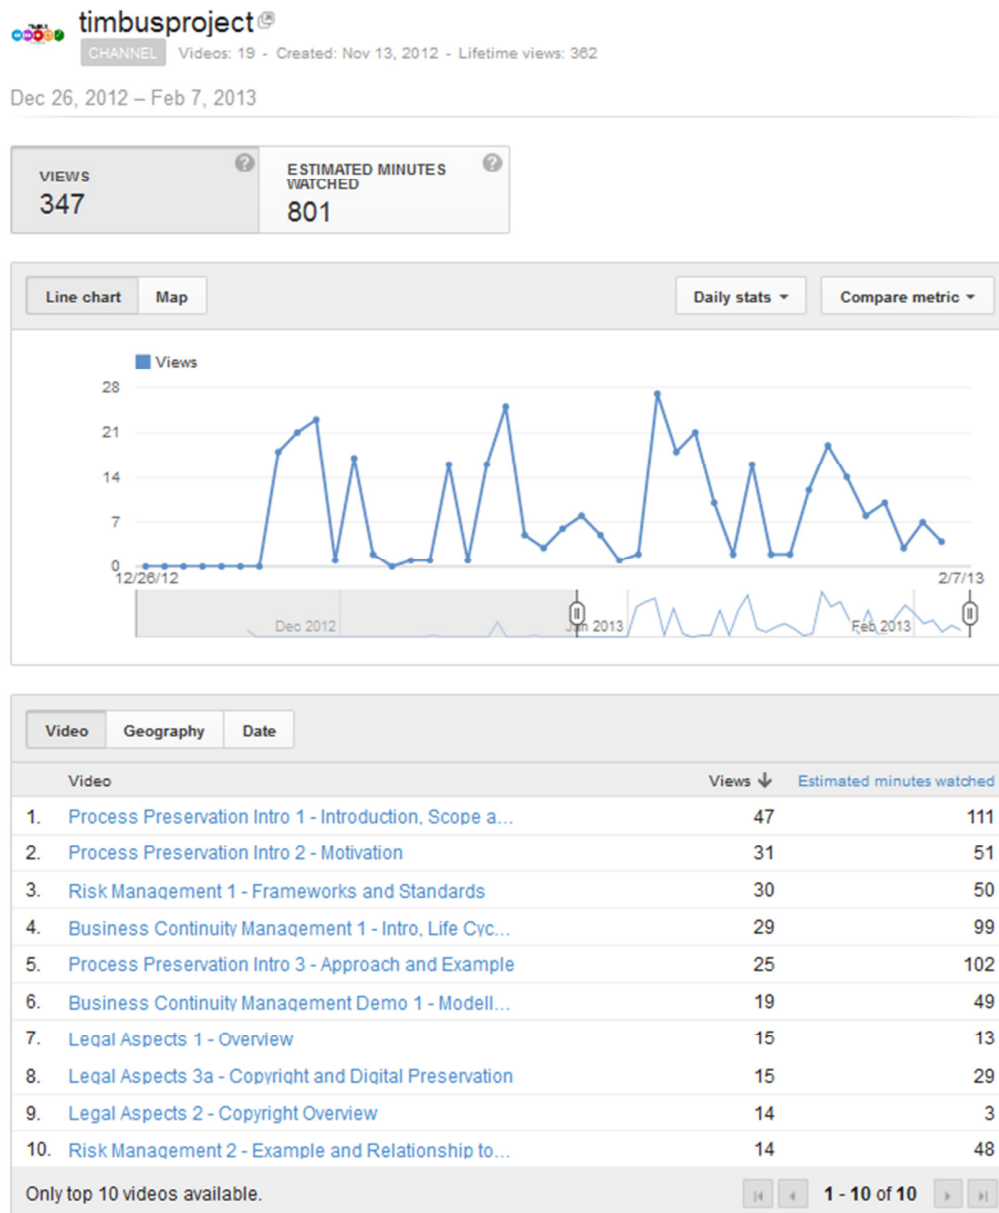 timbusproject
CHANNEL Videos: 19 - Created: Nov 13, 2012 - Lifetime views: 362
Dec 26, 2012 – Feb 7, 2013
VIEWS
347
ESTIMATED MINUTES
WATCHED
801
Line chart Map Daily stats Compare metric
Views
28
21
14
7
0
12/26/12 2/7/13
Dec 2012 Jan 2013 Feb 2013
Video Geography Date
Video Views Estimated minutes watched
1. Process Preservation Intro 1 - Introduction, Scope a... 47 111
2. Process Preservation Intro 2 - Motivation 31 51
3. Risk Management 1 - Frameworks and Standards 30 50
4. Business Continuity Management 1 - Intro, Life Cyc... 29 99
5. Process Preservation Intro 3 - Approach and Example 25 102
6. Business Continuity Management Demo 1 - Modell... 19 49
7. Legal Aspects 1 - Overview 15 13
8. Legal Aspects 3a - Copyright and Digital Preservation 15 29
9. Legal Aspects 2 - Copyright Overview 14 3
10. Risk Management 2 - Example and Relationship to... 14 48
Only top 10 videos available. 1 - 10 of 10